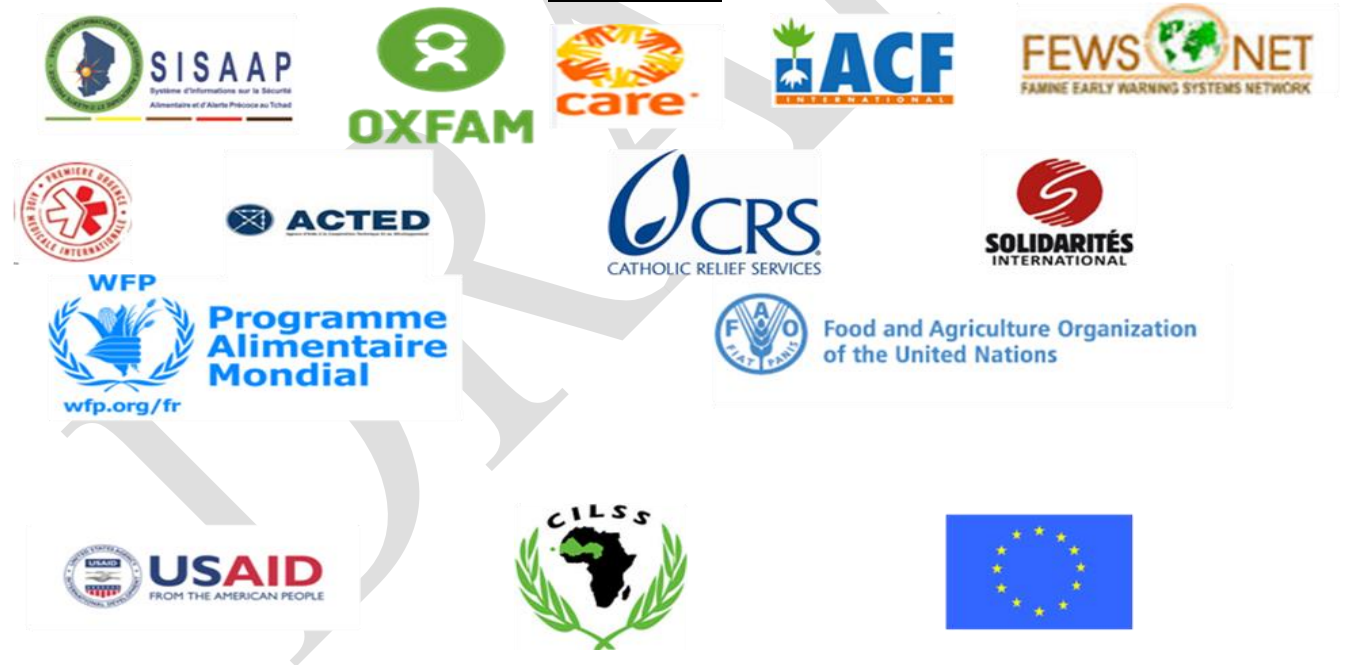 SISAAP
Système d'Informations sur la Sécurité
Alimentaire et d'Alerte Précoce au Tchad
OXFAM
care
ACF
INTERNATIONAL
FEWS NET
FAMINE EARLY WARNING SYSTEMS NETWORK
PREMIERE URGENCE
AIDE MEDICALE INTERNATIONALE
ACTED
CRS
CATHOLIC RELIEF SERVICES
SOLIDARITÉS
INTERNATIONAL
WFP
Programme
Alimentaire
Mondial
wfp.org/fr
FAO
FIAT PANIS
Food and Agriculture Organization
of the United Nations
USAID
USAID
FROM THE AMERICAN PEOPLE
CILSS